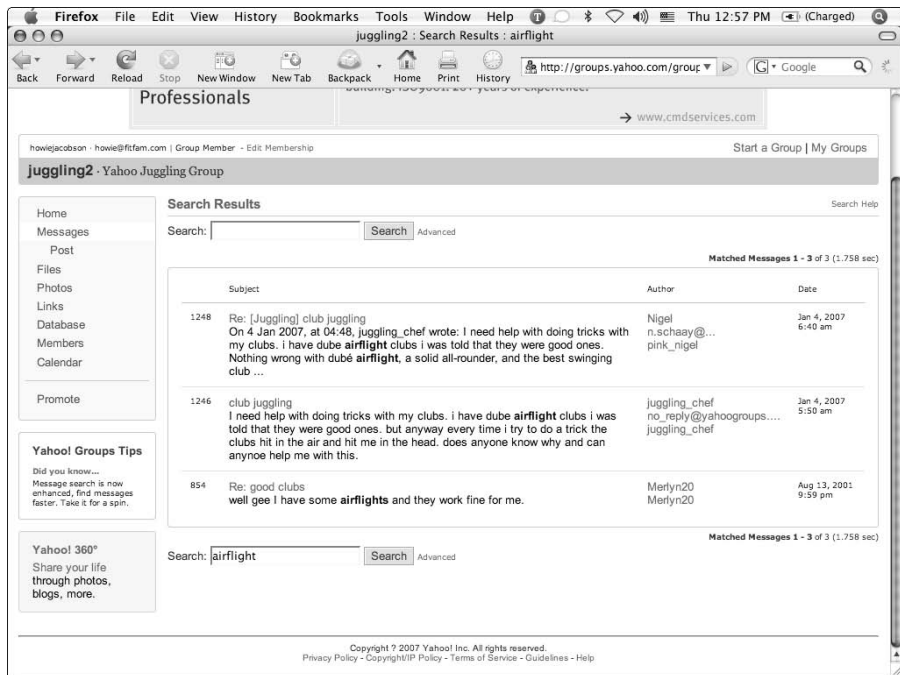 Firefox File Edit View History Bookmarks Tools Window Help Thu 12:57 PM (Charged)
juggling2 : Search Results : airflight
Back Forward Reload Stop New Window New Tab Backpack Home Print History http://groups.yahoo.com/group G Google
Professionals
building. ISO9001. 20+ years of experience.
→ www.cmdservices.com
howiejacobson · howie@fitfam.com | Group Member - Edit Membership Start a Group | My Groups
juggling2 · Yahoo Juggling Group
Home
Messages
Post
Files
Photos
Links
Database
Members
Calendar
Promote
Yahoo! Groups Tips
Did you know...
Message search is now
enhanced, find messages
faster. Take it for a spin.
Yahoo! 360°
Share your life
through photos,
blogs, more.
Search Results Search Help
Search: Search Advanced
Matched Messages 1 - 3 of 3 (1.758 sec)
Subject Author Date
1248 Re: [Juggling] club juggling Nigel Jan 4, 2007
On 4 Jan 2007, at 04:48, juggling_chef wrote: I need help with doing tricks with n.schaay@... 6:40 am
my clubs. i have dube airflight clubs i was told that they were good ones. pink_nigel
Nothing wrong with dubé airflight, a solid all-rounder, and the best swinging
club ...
1246 club juggling juggling_chef Jan 4, 2007
I need help with doing tricks with my clubs. i have dube airflight clubs i was no_reply@yahoogroups.... 5:50 am
told that they were good ones. but anyway every time i try to do a trick the juggling_chef
clubs hit in the air and hit me in the head. does anyone know why and can
anynoe help me with this.
854 Re: good clubs Merlyn20 Aug 13, 2001
well gee I have some airflights and they work fine for me. Merlyn20 9:59 pm
Matched Messages 1 - 3 of 3 (1.758 sec)
Search: airflight Search Advanced
Copyright ? 2007 Yahoo! Inc. All rights reserved.
Privacy Policy - Copyright/IP Policy - Terms of Service - Guidelines - Help